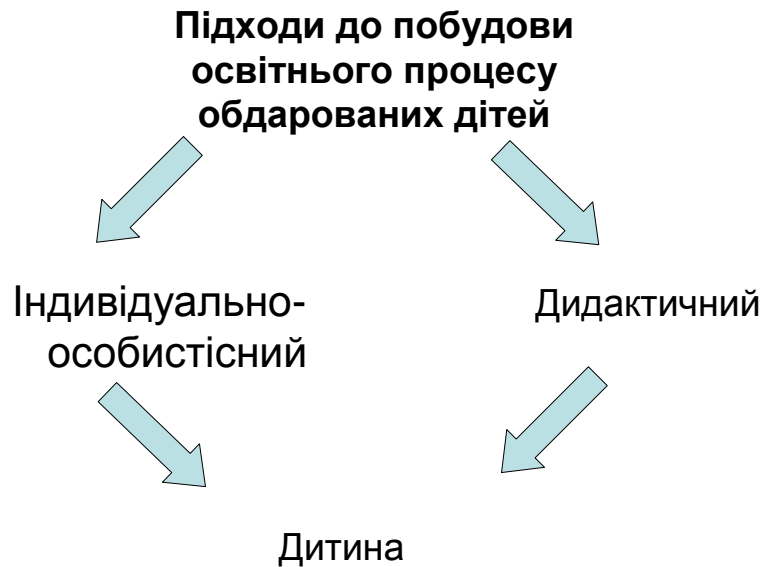 Підходи до побудови
освітнього процесу
обдарованих дітей
Індивідуально-
особистісний
Дидактичний
Дитина